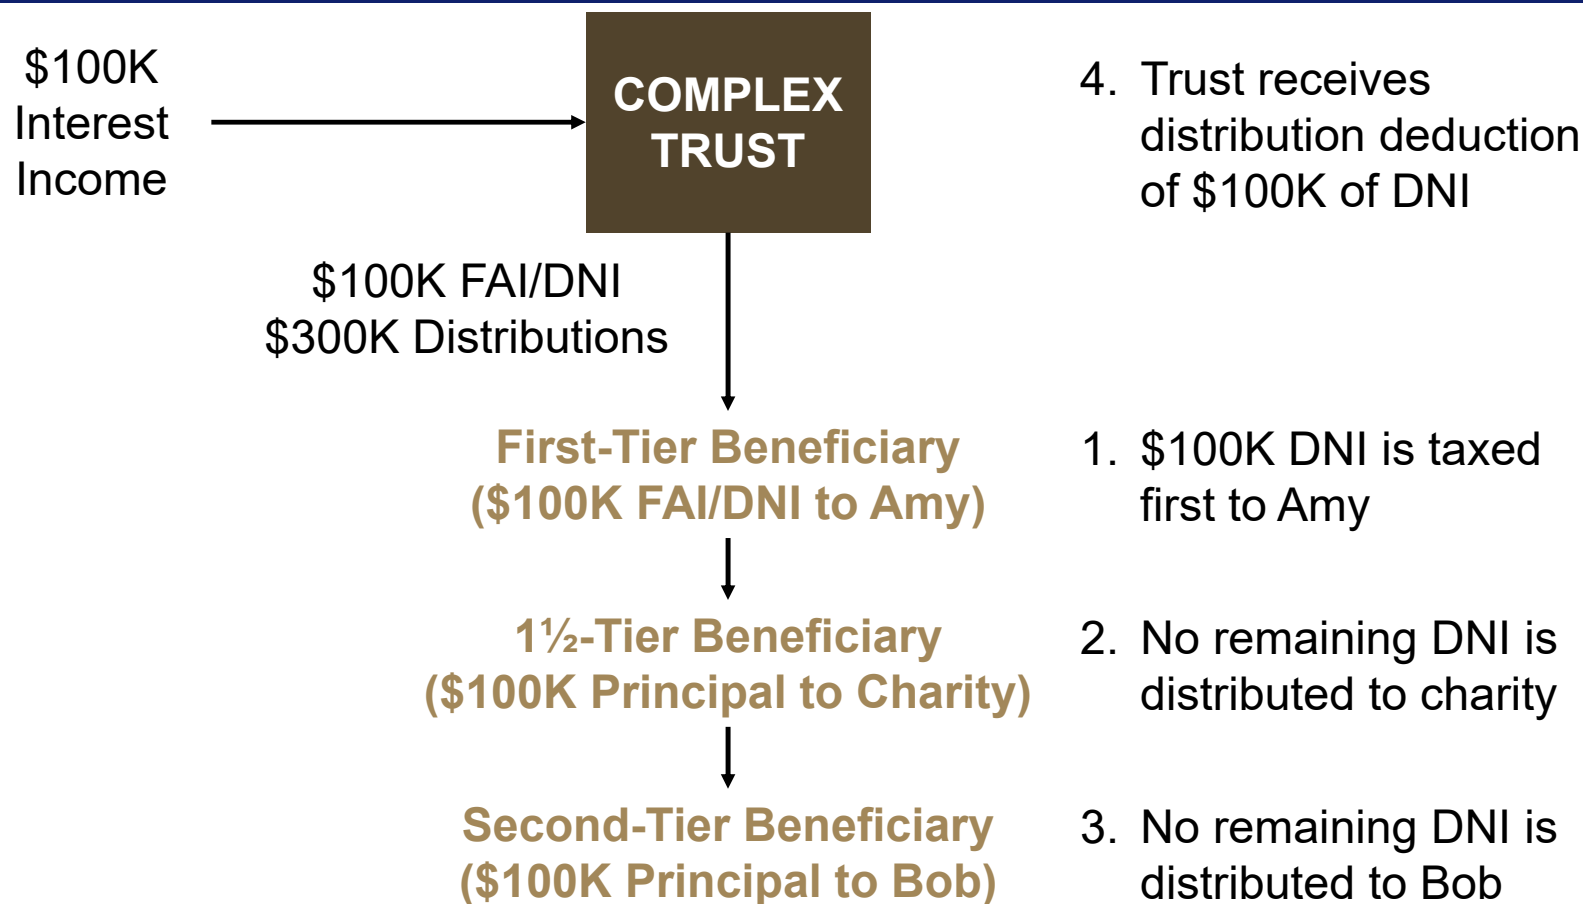 $100K
Interest
Income
COMPLEX
TRUST
4. Trust receives
distribution deduction
of $100K of DNI
$100K FAI/DNI
$300K Distributions
First-Tier Beneficiary
($100K FAI/DNI to Amy)
1. $100K DNI is taxed
first to Amy
1½-Tier Beneficiary
($100K Principal to Charity)
2. No remaining DNI is
distributed to charity
Second-Tier Beneficiary
($100K Principal to Bob)
3. No remaining DNI is
distributed to Bob